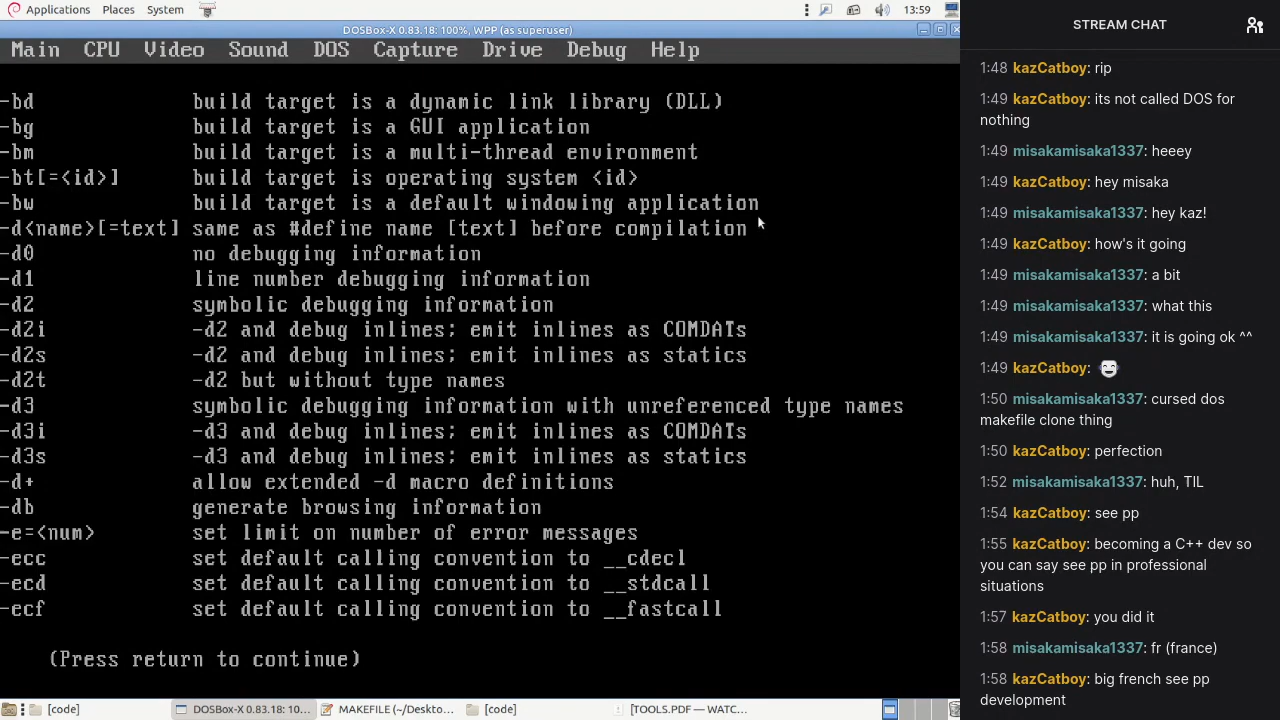 Applications Places System
13:59
DOSBox-X 0.83.18: 100%, WPP (as superuser)
Main CPU Video Sound DOS Capture Drive Debug Help
-bd build target is a dynamic link library (DLL)
-bg build target is a GUI application
-bm build target is a multi-thread environment
-bt[=<id>] build target is operating system <id>
-bw build target is a default windowing application
-d<name>[=text] same as #define name [text] before compilation
-d0 no debugging information
-d1 line number debugging information
-d2 symbolic debugging information
-d2i -d2 and debug inlines; emit inlines as COMDATs
-d2s -d2 and debug inlines; emit inlines as statics
-d2t -d2 but without type names
-d3 symbolic debugging information with unreferenced type names
-d3i -d3 and debug inlines; emit inlines as COMDATs
-d3s -d3 and debug inlines; emit inlines as statics
-d+ allow extended -d macro definitions
-db generate browsing information
-e=<num> set limit on number of error messages
-ecc set default calling convention to __cdecl
-ecd set default calling convention to __stdcall
-ecf set default calling convention to __fastcall
(Press return to continue)
[code]
DOSBox-X 0.83.18: 10...
MAKEFILE (~/Deskto...
[code]
[TOOLS.PDF — WATC...
STREAM CHAT
1:48 kazCatboy: rip
1:49 kazCatboy: its not called DOS for
nothing
1:49 misakamisaka1337: heeey
1:49 kazCatboy: hey misaka
1:49 misakamisaka1337: hey kaz!
1:49 kazCatboy: how's it going
1:49 misakamisaka1337: a bit
1:49 misakamisaka1337: what this
1:49 misakamisaka1337: it is going ok ^^
1:49 kazCatboy:
1:50 misakamisaka1337: cursed dos
makefile clone thing
1:50 kazCatboy: perfection
1:52 misakamisaka1337: huh, TIL
1:54 kazCatboy: see pp
1:55 kazCatboy: becoming a C++ dev so
you can say see pp in professional
situations
1:57 kazCatboy: you did it
1:58 misakamisaka1337: fr (france)
1:58 kazCatboy: big french see pp
development